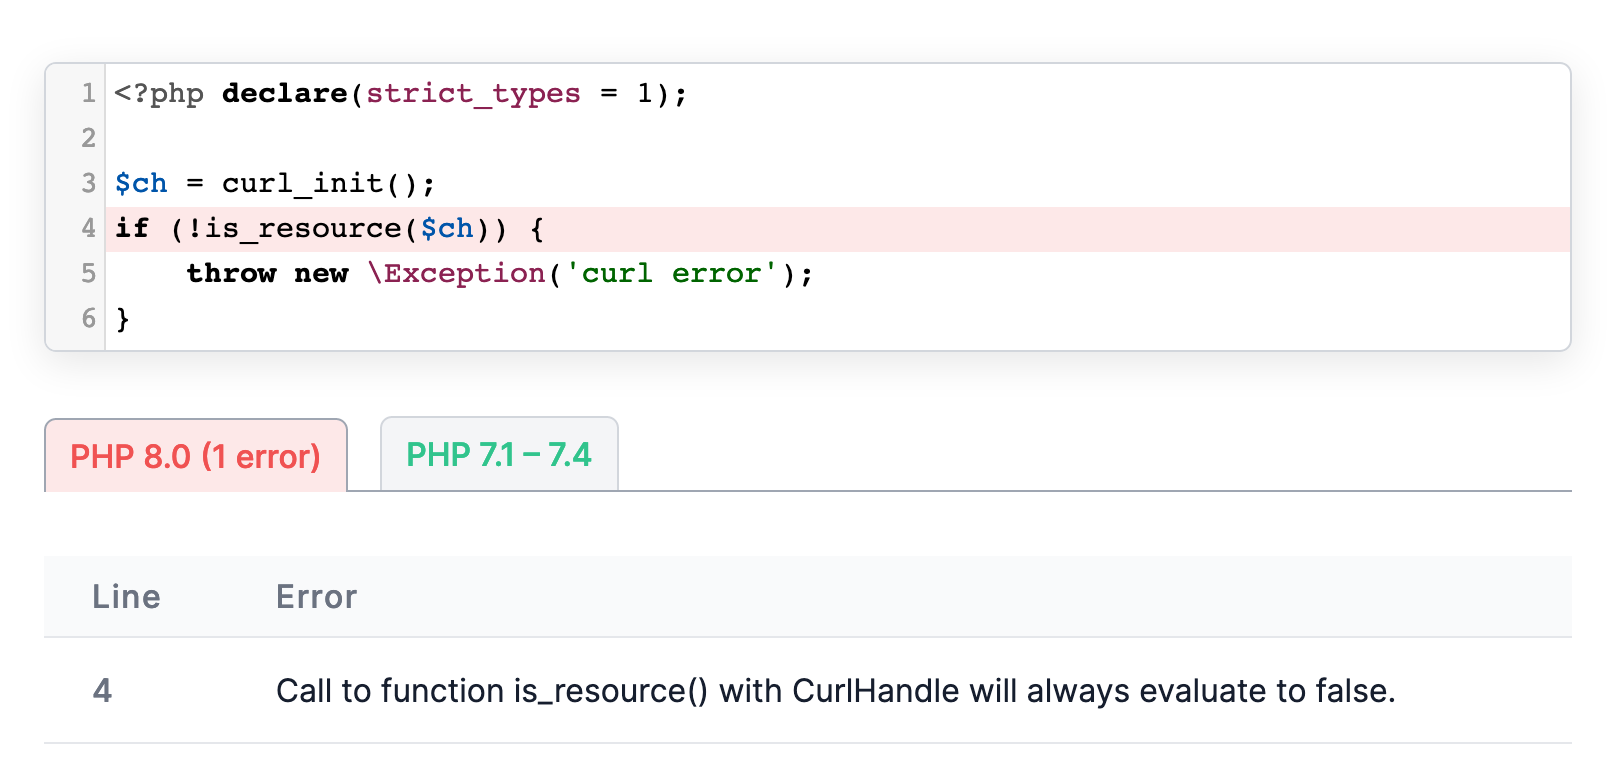 1 <?php declare(strict_types = 1);
2
3 $ch = curl_init();
4 if (!is_resource($ch)) {
5     throw new \Exception('curl error');
6 }
PHP 8.0 (1 error) PHP 7.1 – 7.4
Line Error
4 Call to function is_resource() with CurlHandle will always evaluate to false.